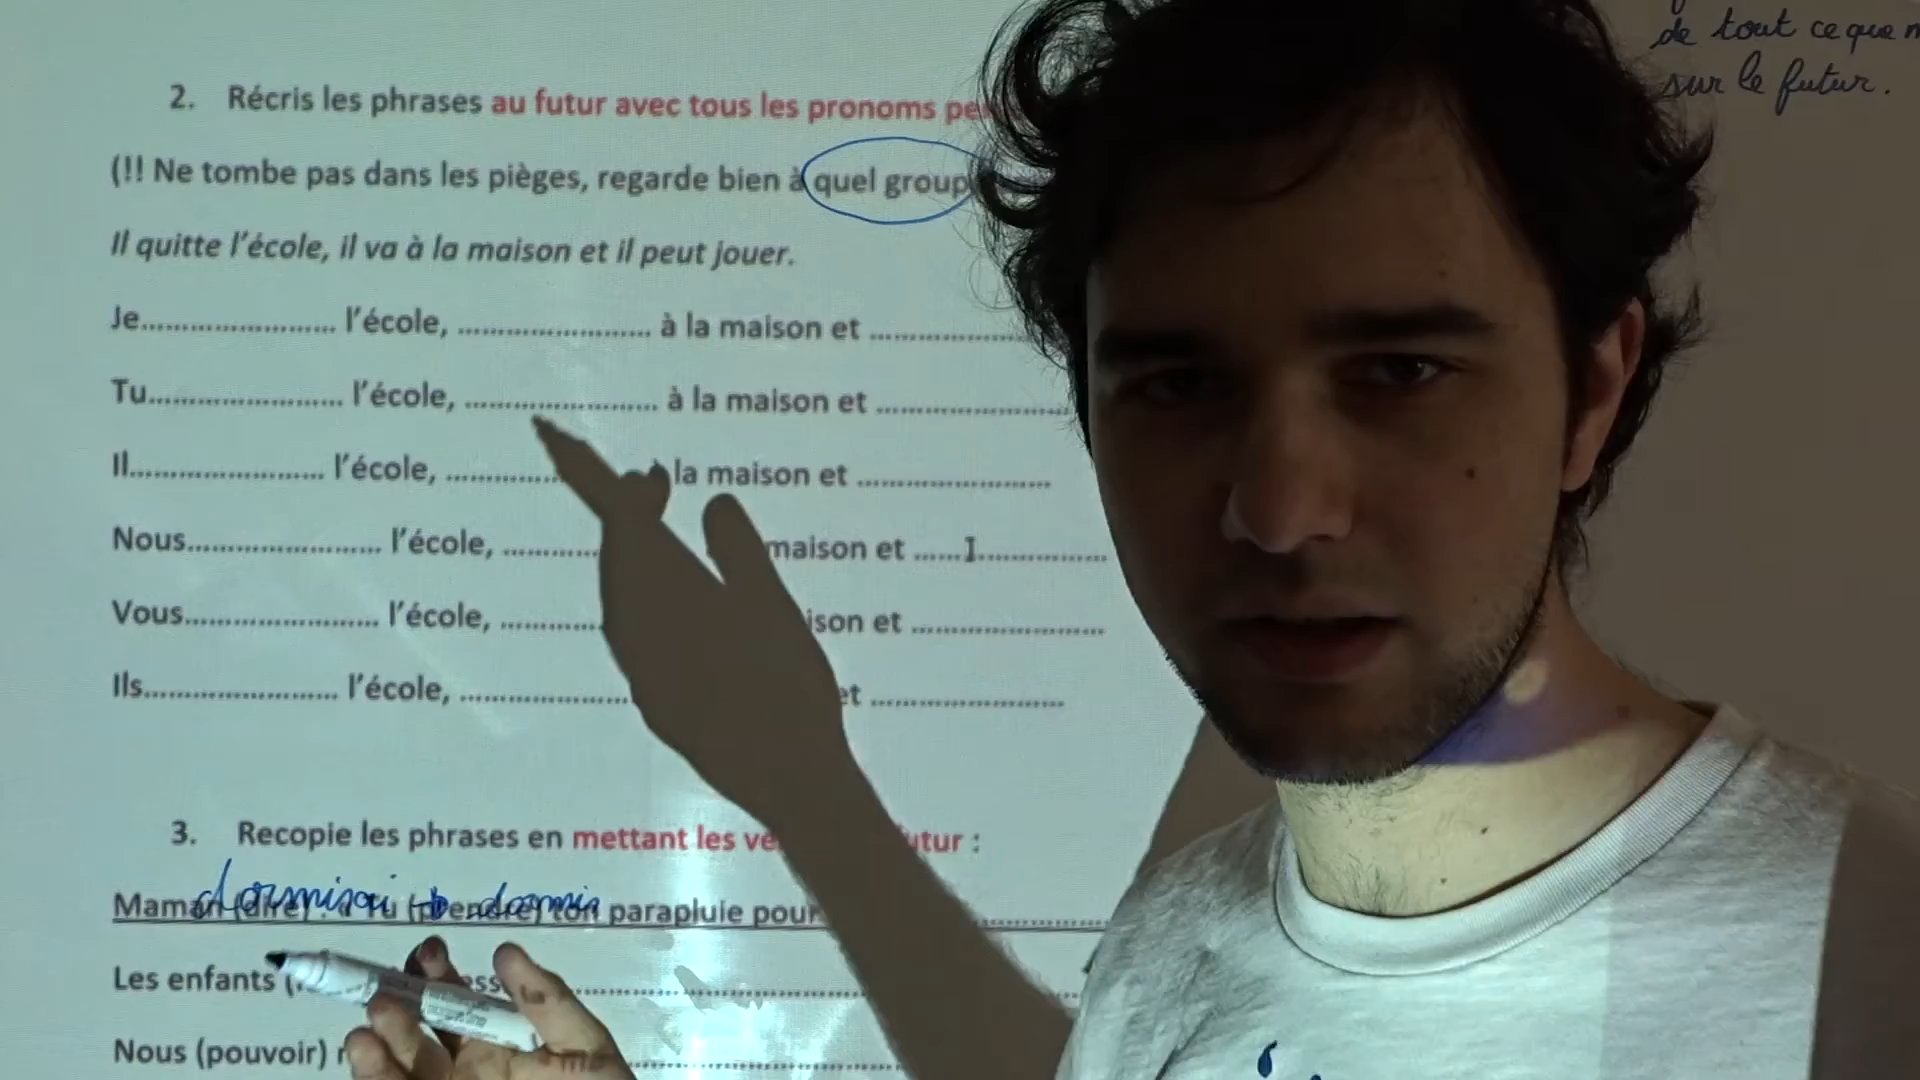 de tout ce que
sur le futur.
2. Récris les phrases au futur avec tous les pronoms
(!! Ne tombe pas dans les pièges, regarde bien à quel group
Il quitte l'école, il va à la maison et il peut jouer.
Je........................ l'école, ........................ à la maison et ....................
Tu........................ l'école, ........................ à la maison et ........................
Il........................ l'école, .............. la maison et ........................
Nous........................ l'école, ............ maison et ........................
Vous........................ l'école, ............ et ........................
Ils........................ l'école, ..................... et ........................
3. Recopie les phrases en mettant les :
dormirai dormir
Maman (dire) : « Tu (prendre) ton parapluie pour ....................
Les enfants ........................
Nous (pouvoir) ........................